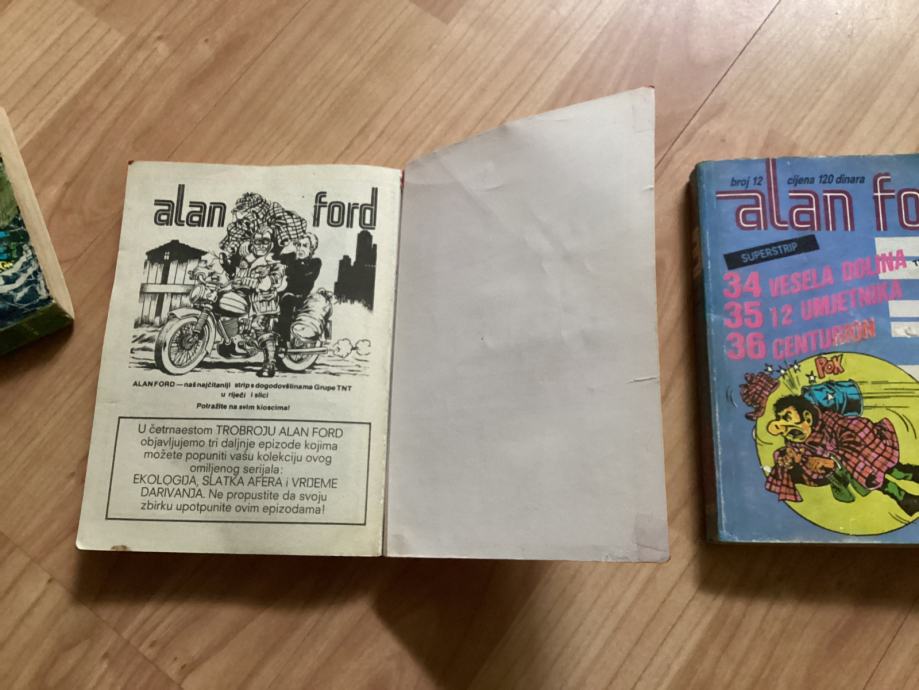 alan ford
ALAN FORD — naš najčitaniji strip s dogodovšinama Grupe TNT
u riječi i slici
Potražite na svim kioscima!
U četrnaestom TROBROJU ALAN FORD
objavljujemo tri daljnje epizode kojima
možete popuniti vašu kolekciju ovog
omiljenog serijala:
EKOLOGIJA, SLATKA AFERA i VRIJEME
DARIVANJA. Ne propustite da svoju
zbirku upotpunite ovim epizodama!
broj 12 cijena 120 dinara
alan fo
SUPERSTRIP
34 VESELA DOLINA
35 12 UMJETNIKA
36 CENTURION
POK